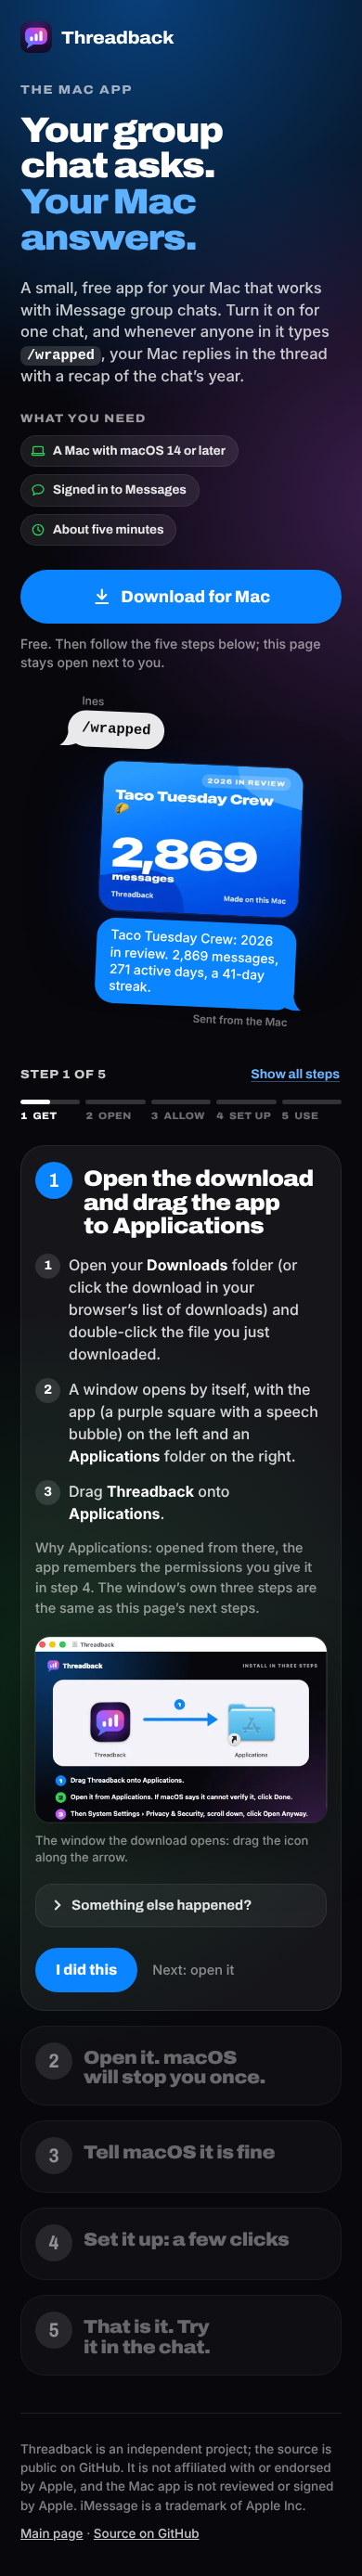 Threadback
THE MAC APP
Your group
chat asks.
Your Mac
answers.
A small, free app for your Mac that works
with iMessage group chats. Turn it on for
one chat, and whenever anyone in it types
/wrapped, your Mac replies in the thread
with a recap of the chat’s year.
WHAT YOU NEED
A Mac with macOS 14 or later
Signed in to Messages
About five minutes
Download for Mac
Free. Then follow the five steps below; this page
stays open next to you.
Ines
/wrapped
2026 IN REVIEW
Taco Tuesday Crew
🌮
2,869
messages
Threadback
Made on this Mac
Taco Tuesday Crew: 2026
in review. 2,869 messages,
271 active days, a 41-day
streak.
Sent from the Mac
STEP 1 OF 5
Show all steps
1 GET
2 OPEN
3 ALLOW
4 SET UP
5 USE
1
Open the download
and drag the app
to Applications
1
Open your Downloads folder (or
click the download in your
browser’s list of downloads) and
double-click the file you just
downloaded.
2
A window opens by itself, with the
app (a purple square with a speech
bubble) on the left and an
Applications folder on the right.
3
Drag Threadback onto
Applications.
Why Applications: opened from there, the
app remembers the permissions you give it
in step 4. The window’s own three steps are
the same as this page’s next steps.
Threadback
Threadback
INSTALL IN THREE STEPS
1
Threadback
Applications
1 Drag Threadback onto Applications.
2 Open it from Applications. If macOS says it cannot verify it, click Done.
3 Then System Settings › Privacy & Security, scroll down, click Open Anyway.
The window the download opens: drag the icon
along the arrow.
Something else happened?
I did this
Next: open it
2
Open it. macOS
will stop you once.
3
Tell macOS it is fine
4
Set it up: a few clicks
5
That is it. Try
it in the chat.
Threadback is an independent project; the source is
public on GitHub. It is not affiliated with or endorsed
by Apple, and the Mac app is not reviewed or signed
by Apple. iMessage is a trademark of Apple Inc.
Main page · Source on GitHub